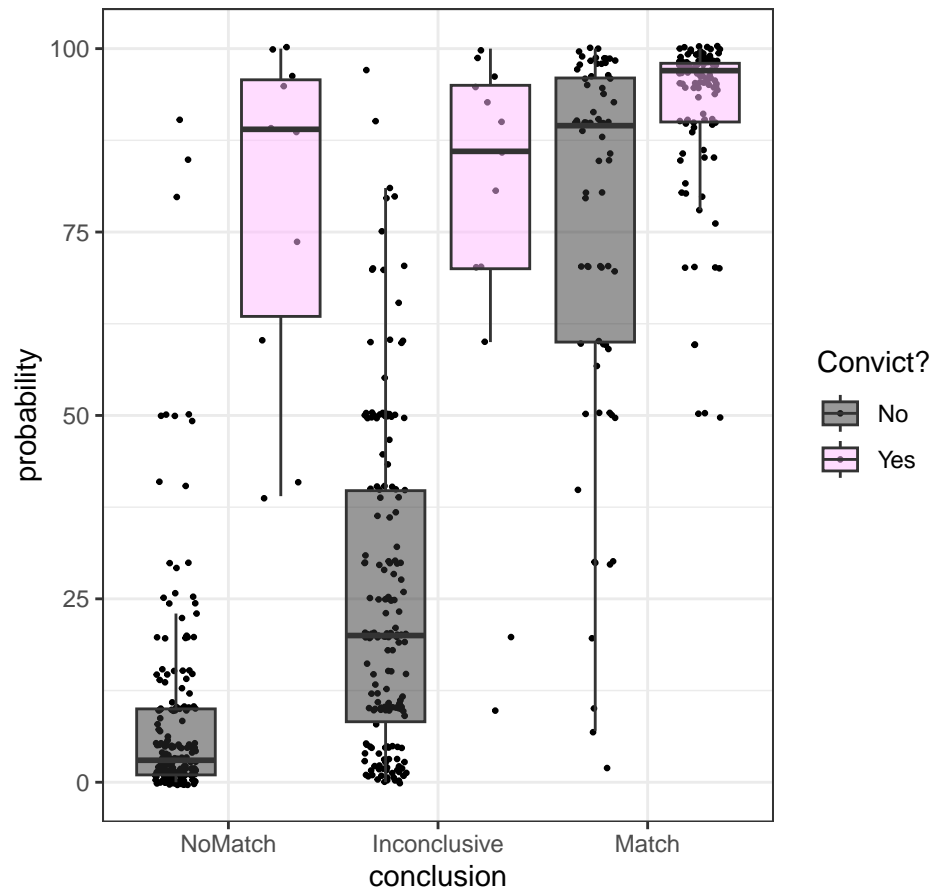 100
75
50
25
0
probability
NoMatch
Inconclusive
Match
conclusion
Convict?
No
Yes